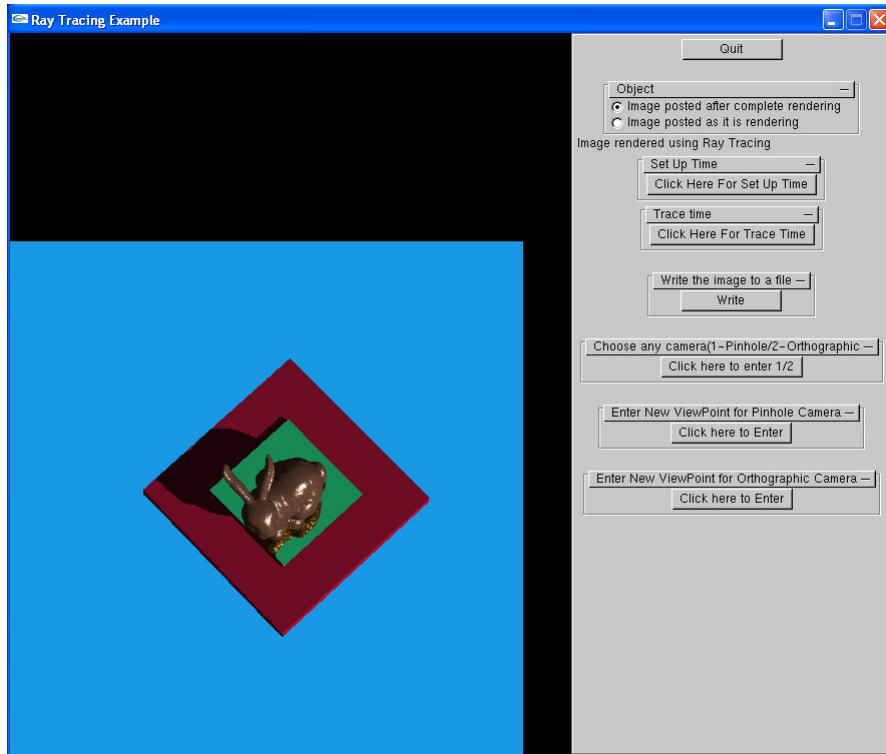 Ray Tracing Example
Quit
Object
Image posted after complete rendering
Image posted as it is rendering
Image rendered using Ray Tracing
Set Up Time
Click Here For Set Up Time
Trace time
Click Here For Trace Time
Write the image to a file
Write
Choose any camera(1-Pinhole/2-Orthographic
Click here to enter 1/2
Enter New ViewPoint for Pinhole Camera
Click here to Enter
Enter New ViewPoint for Orthographic Camera
Click here to Enter